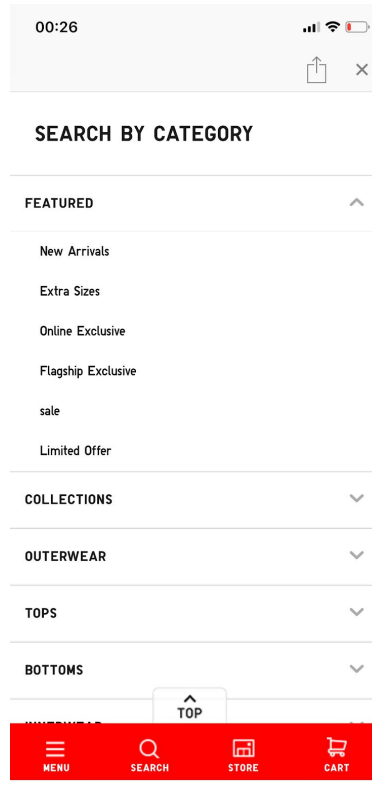 00:26
SEARCH BY CATEGORY
FEATURED
New Arrivals
Extra Sizes
Online Exclusive
Flagship Exclusive
sale
Limited Offer
COLLECTIONS
OUTERWEAR
TOPS
BOTTOMS
TOP
MENU SEARCH STORE CART